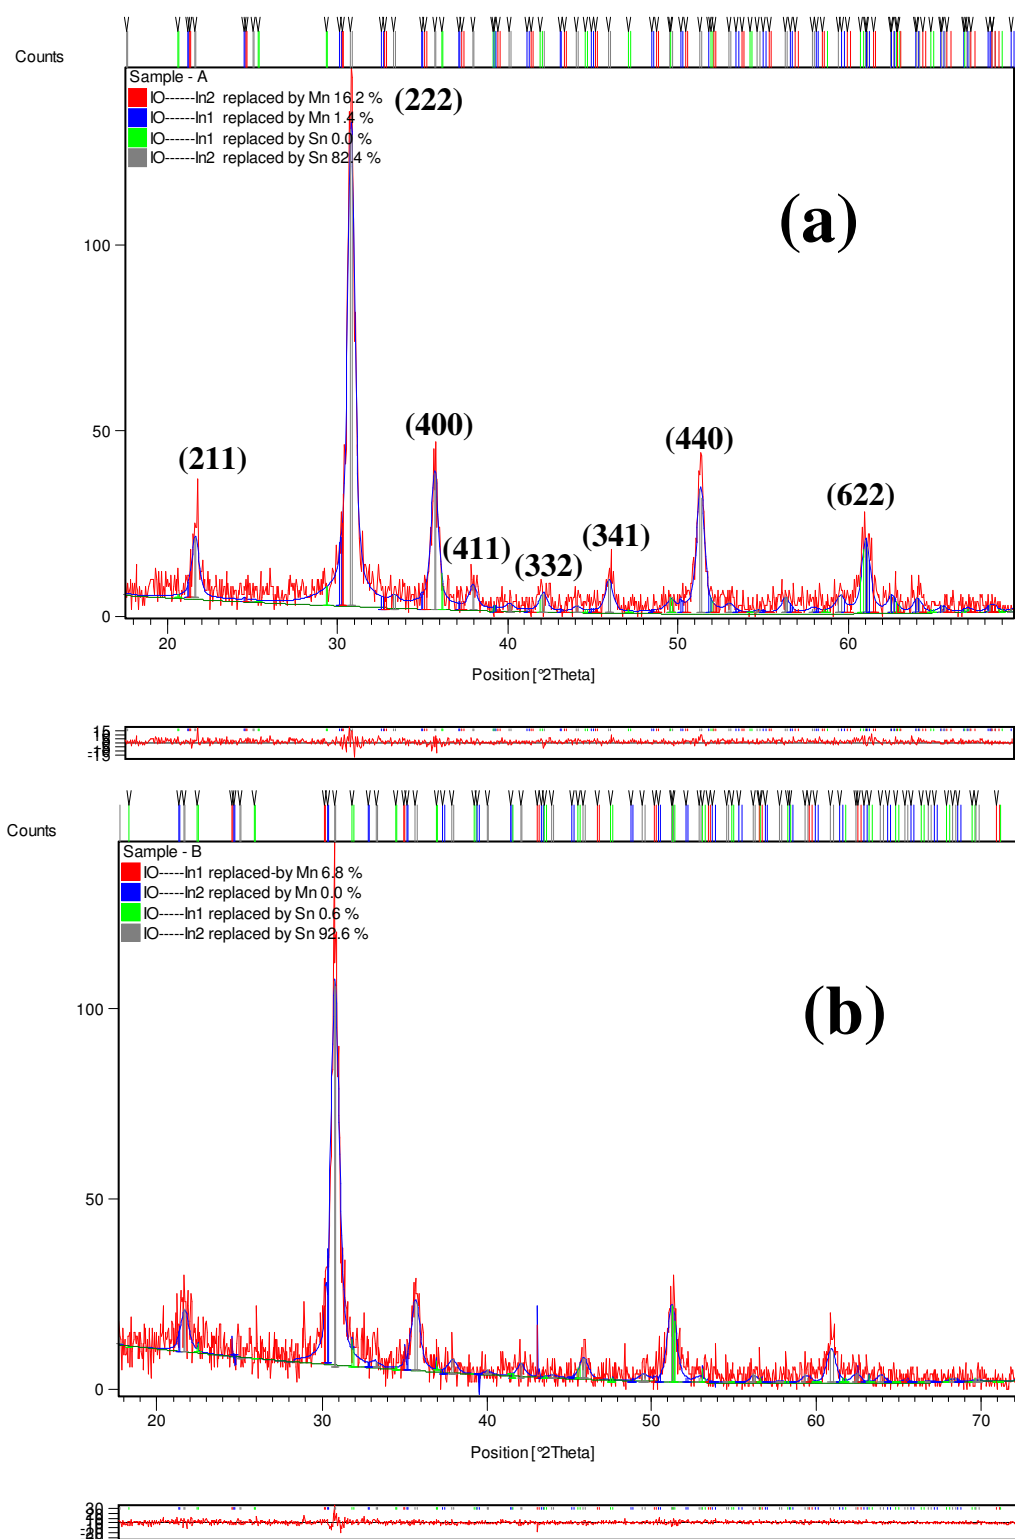 Counts
Sample - A
IO------In2 replaced by Mn 16.2 %
IO------In1 replaced by Mn 1.4 %
IO------In1 replaced by Sn 0.0 %
IO------In2 replaced by Sn 82.4 %
(222)
(a)
100
50
0
(211)
(400)
(411)
(332)
(341)
(440)
(622)
20 30 40 50 60
Position [°2Theta]
Counts
Sample - B
IO-----In1 replaced-by Mn 6.8 %
IO-----In2 replaced by Mn 0.0 %
IO-----In1 replaced by Sn 0.6 %
IO-----In2 replaced by Sn 92.6 %
(b)
100
50
0
20 30 40 50 60 70
Position [°2Theta]
30